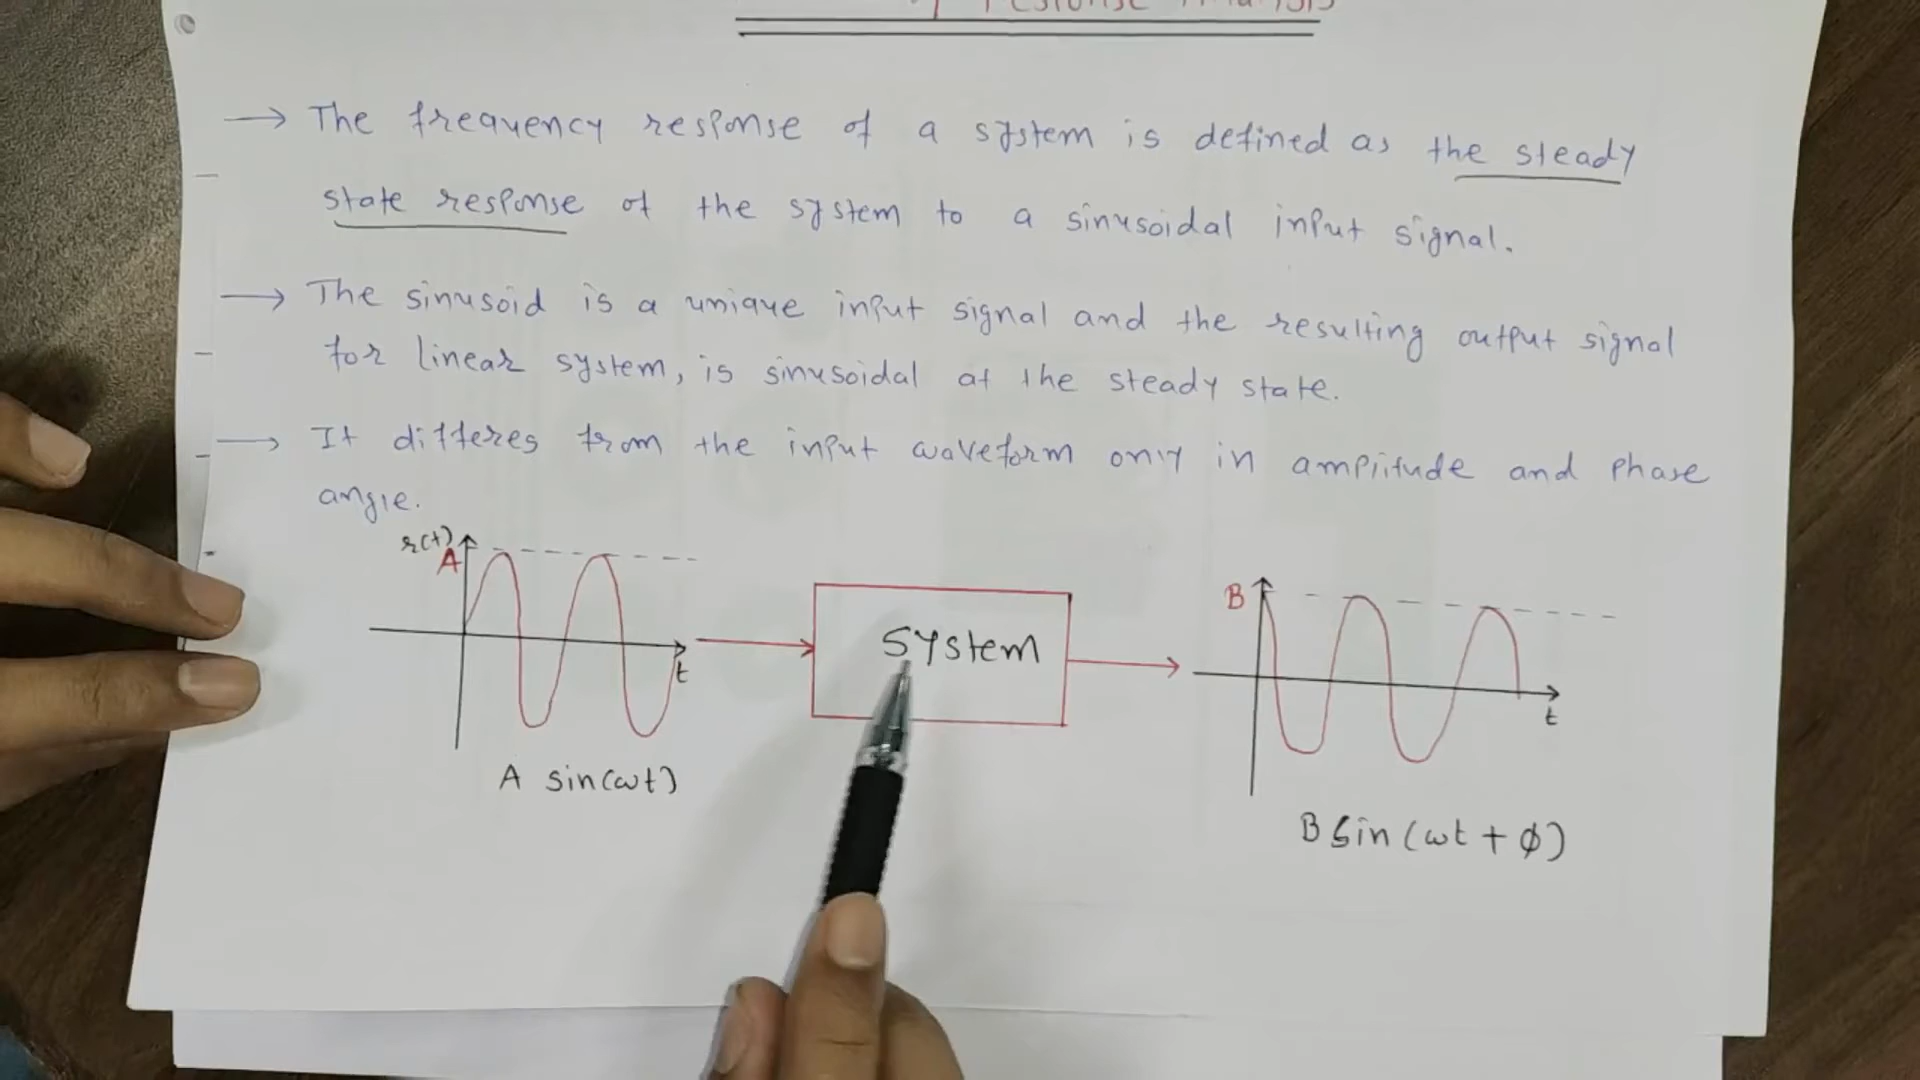 response Analysis
→ The frequency response of a system is defined as the steady
state response of the system to a sinusoidal input signal.
→ The sinusoid is a unique input signal and the resulting output signal
for linear system, is sinusoidal at the steady state.
→ It differes from the input waveform only in amplitude and phase
angle.
r(t)
A
t
A sin(ωt)
System
B
t
B sin(ωt + φ)